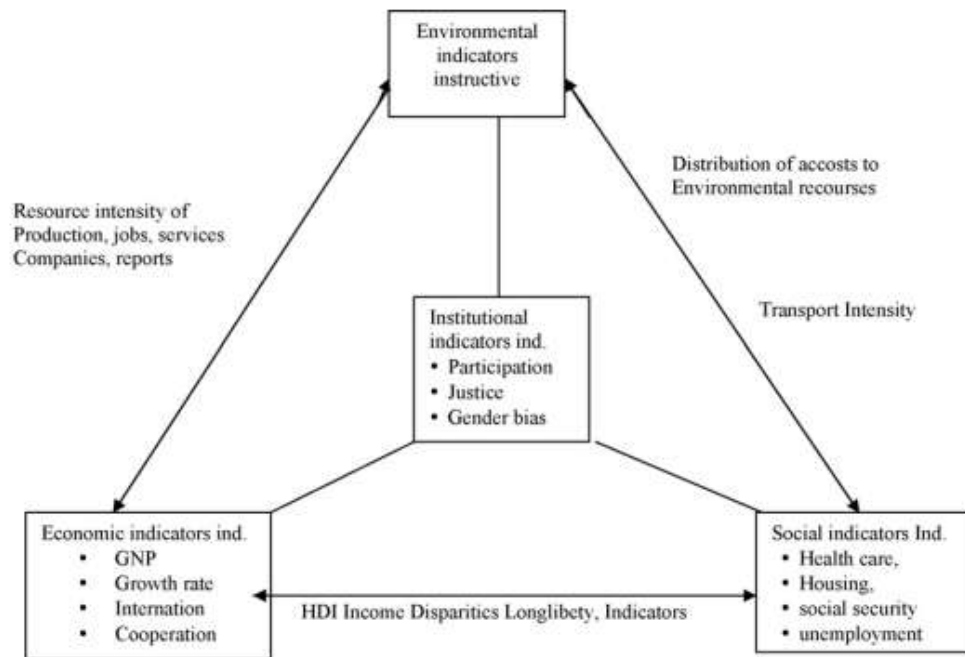 Environmental
indicators
instructive
Distribution of accosts to
Environmental recourses
Resource intensity of
Production, jobs, services
Companies, reports
Transport Intensity
Institutional
indicators ind.
• Participation
• Justice
• Gender bias
Economic indicators ind.
• GNP
• Growth rate
• Internation
• Cooperation
Social indicators Ind.
• Health care,
• Housing,
• social security
• unemployment
HDI Income Disparitics Longlibety, Indicators